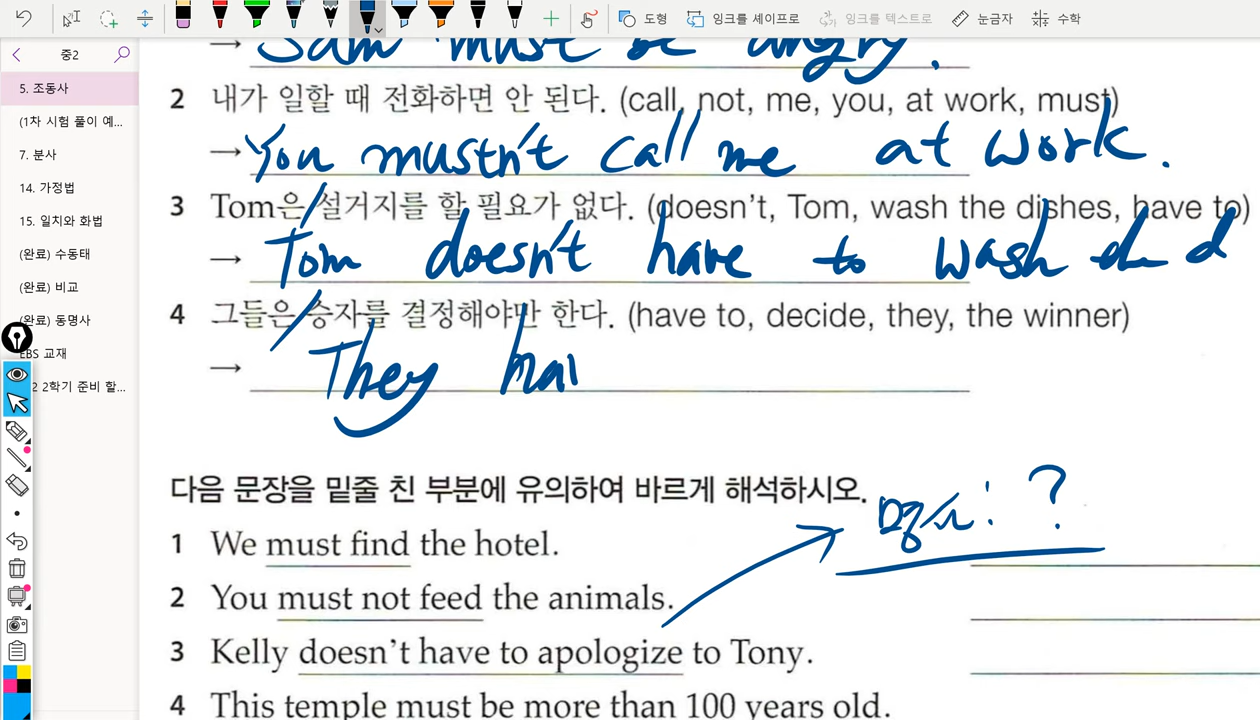 도형 잉크를 셰이프로 잉크를 텍스트로 눈금자 수학
중2
5. 조동사
(1차 시험 풀이 예...
7. 분사
14. 가정법
15. 일치와 화법
(완료) 수동태
(완료) 비교
(완료) 동명사
EBS 교재
2 2학기 준비 할...
→ Sam must be angry.
2 내가 일할 때 전화하면 안 된다. (call, not, me, you, at work, must)
→ You mustn't call me at work.
3 Tom은 설거지를 할 필요가 없다. (doesn't, Tom, wash the dishes, have to)
→ Tom doesn't have to wash d
4 그들은 승자를 결정해야만 한다. (have to, decide, they, the winner)
→ They hav
다음 문장을 밑줄 친 부분에 유의하여 바르게 해석하시오.
명사: ?
1 We must find the hotel.
2 You must not feed the animals.
3 Kelly doesn't have to apologize to Tony.
4 This temple must be more than 100 years old.